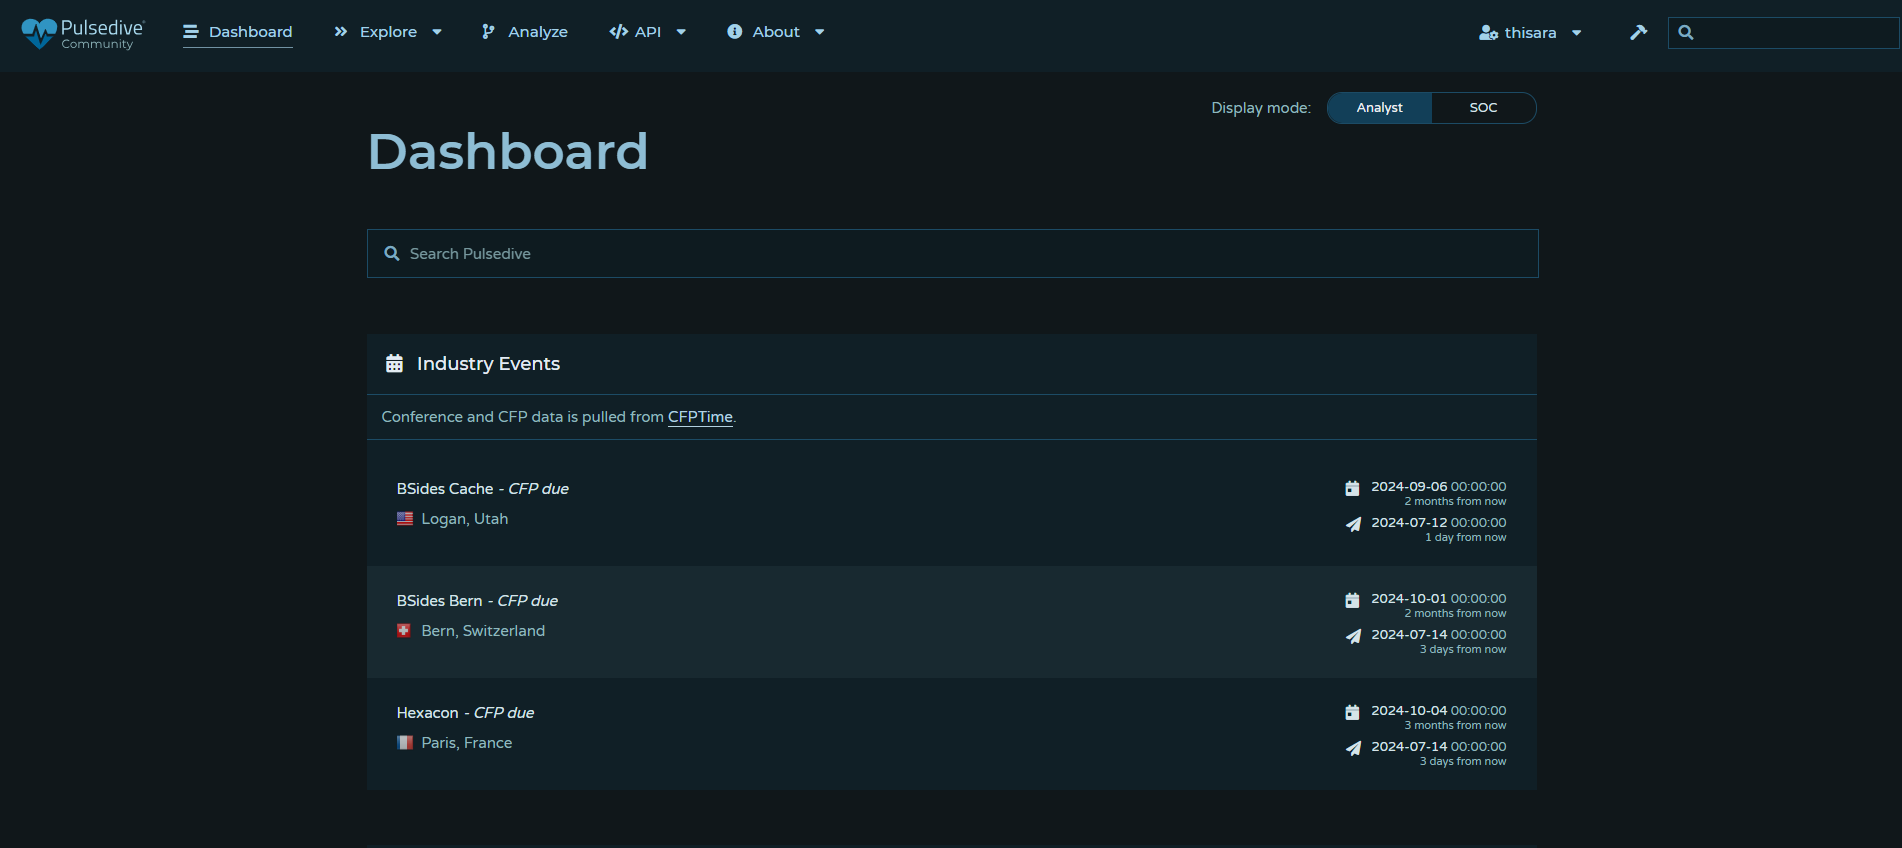 Pulsedive
Community
Dashboard
Explore
Analyze
API
About
thisara
Display mode:
Analyst
SOC
Dashboard
Search Pulsedive
Industry Events
Conference and CFP data is pulled from CFPTime.
BSides Cache - CFP due
2024-09-06 00:00:00
2 months from now
Logan, Utah
2024-07-12 00:00:00
1 day from now
BSides Bern - CFP due
2024-10-01 00:00:00
2 months from now
Bern, Switzerland
2024-07-14 00:00:00
3 days from now
Hexacon - CFP due
2024-10-04 00:00:00
3 months from now
Paris, France
2024-07-14 00:00:00
3 days from now